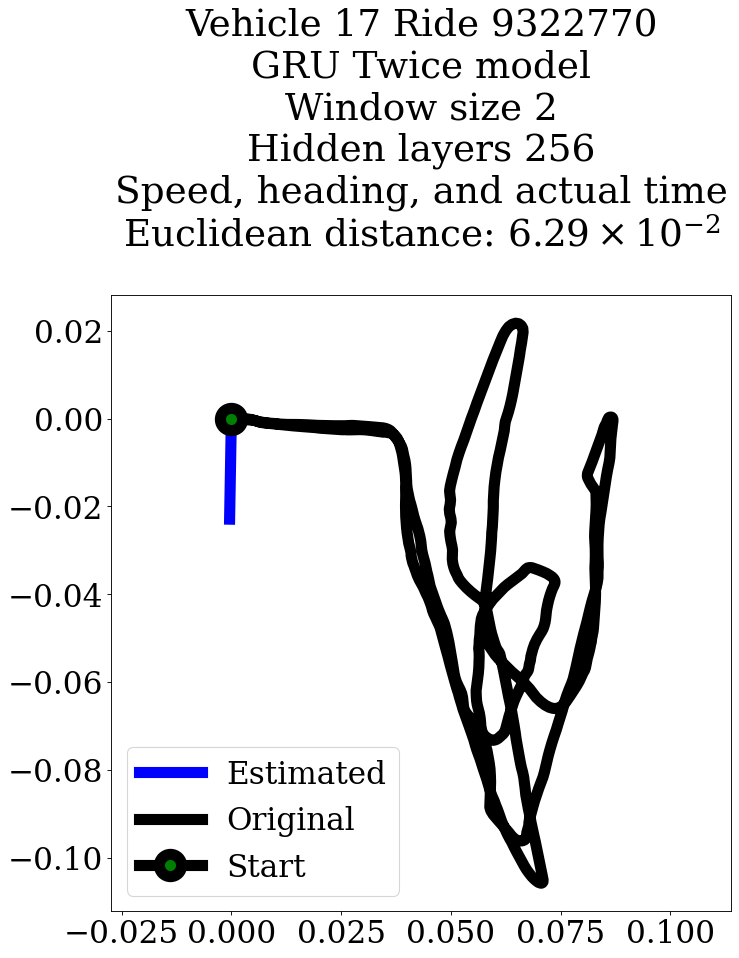 Vehicle 17 Ride 9322770
GRU Twice model
Window size 2
Hidden layers 256
Speed, heading, and actual time
Euclidean distance: 6.29 × 10⁻²
0.02
0.00
−0.02
−0.04
−0.06
−0.08
−0.10
Estimated
Original
Start
−0.025 0.000 0.025 0.050 0.075 0.100